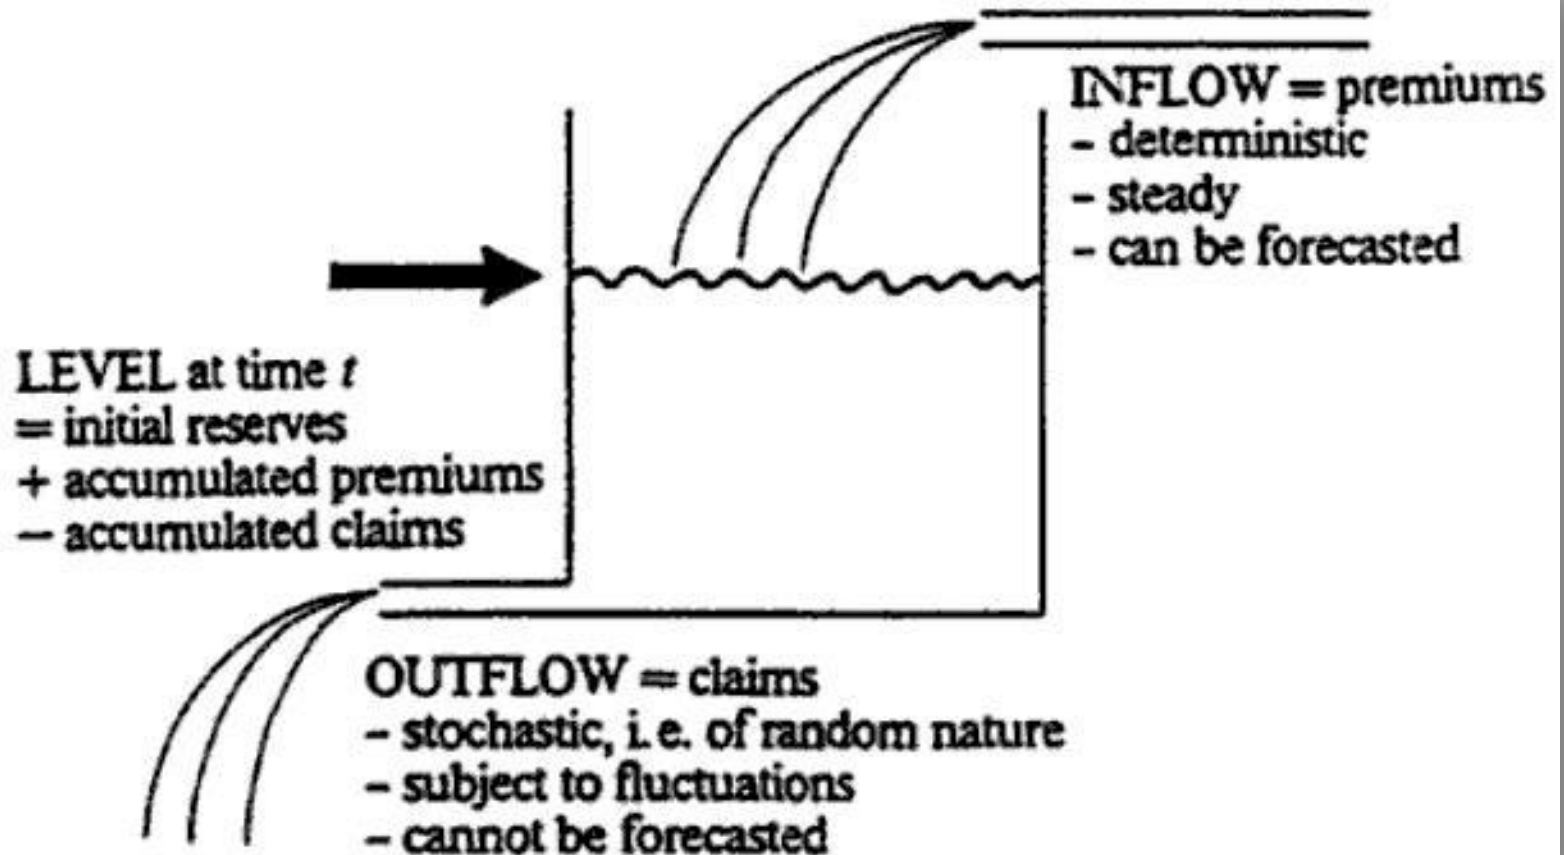 INFLOW = premiums
– deterministic
– steady
– can be forecasted
LEVEL at time t
= initial reserves
+ accumulated premiums
− accumulated claims
OUTFLOW = claims
– stochastic, i.e. of random nature
– subject to fluctuations
– cannot be forecasted